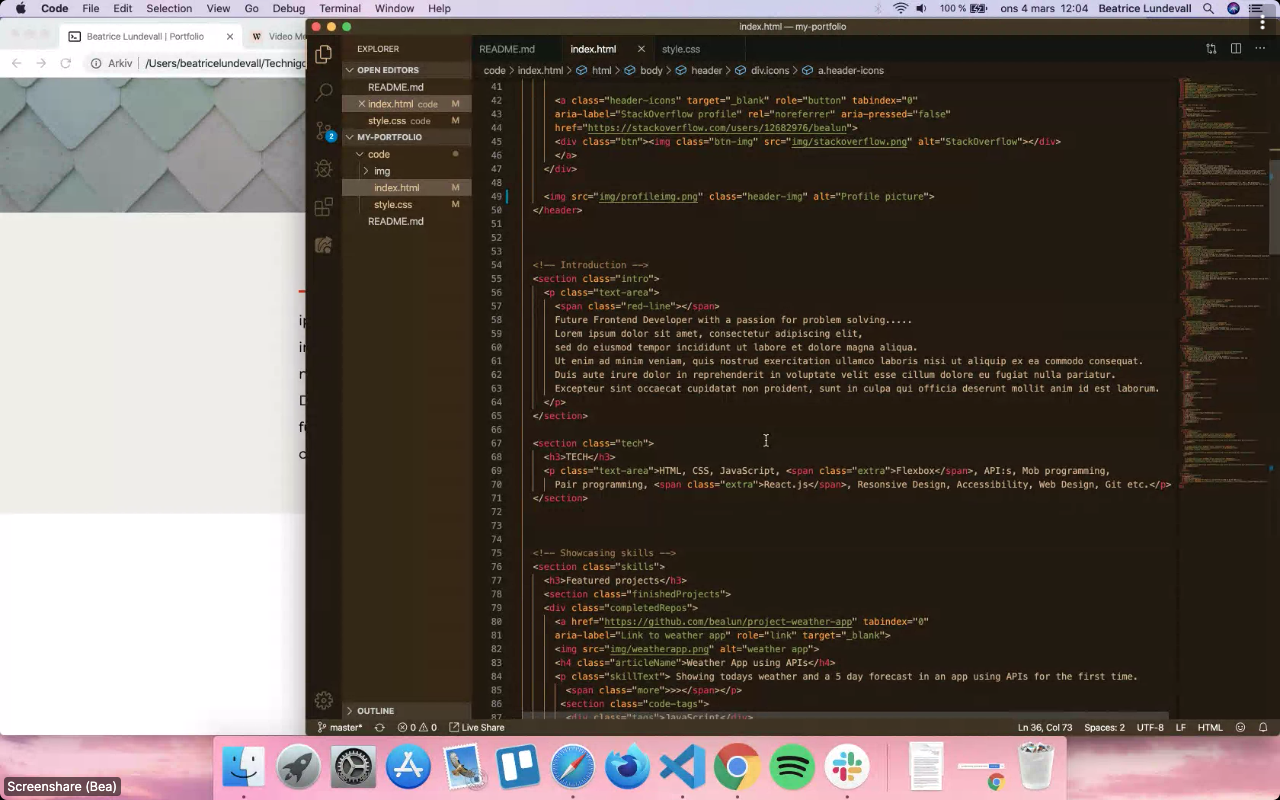 Code File Edit Selection View Go Debug Terminal Window Help 100 % ons 4 mars 12:04 Beatrice Lundevall
Beatrice Lundevall | Portfolio Video Me
Arkiv /Users/beatricelundevall/Technigo
index.html — my-portfolio
EXPLORER
OPEN EDITORS
README.md
index.html code M
style.css code M
MY-PORTFOLIO
code
img
index.html M
style.css M
README.md
OUTLINE
2
README.md index.html style.css
code > index.html > html > body > header > div.icons > a.header-icons
41
42 <a class="header-icons" target="_blank" role="button" tabindex="0"
43 aria-label="StackOverflow profile" rel="noreferrer" aria-pressed="false"
44 href="https://stackoverflow.com/users/12682976/bealun">
45 <div class="btn"><img class="btn-img" src="img/stackoverflow.png" alt="StackOverflow"></div>
46 </a>
47 </div>
48
49 <img src="img/profileimg.png" class="header-img" alt="Profile picture">
50 </header>
51
52
53
54 <!-- Introduction -->
55 <section class="intro">
56 <p class="text-area">
57 <span class="red-line"></span>
58 Future Frontend Developer with a passion for problem solving.....
59 Lorem ipsum dolor sit amet, consectetur adipiscing elit,
60 sed do eiusmod tempor incididunt ut labore et dolore magna aliqua.
61 Ut enim ad minim veniam, quis nostrud exercitation ullamco laboris nisi ut aliquip ex ea commodo consequat.
62 Duis aute irure dolor in reprehenderit in voluptate velit esse cillum dolore eu fugiat nulla pariatur.
63 Excepteur sint occaecat cupidatat non proident, sunt in culpa qui officia deserunt mollit anim id est laborum.
64 </p>
65 </section>
66
67 <section class="tech">
68 <h3>TECH</h3>
69 <p class="text-area">HTML, CSS, JavaScript, <span class="extra">Flexbox</span>, API:s, Mob programming,
70 Pair programming, <span class="extra">React.js</span>, Resonsive Design, Accessibility, Web Design, Git etc.</p>
71 </section>
72
73
74
75 <!-- Showcasing skills -->
76 <section class="skills">
77 <h3>Featured projects</h3>
78 <section class="finishedProjects">
79 <div class="completedRepos">
80 <a href="https://github.com/bealun/project-weather-app" tabindex="0"
81 aria-label="Link to weather app" role="link" target="_blank">
82 <img src="img/weatherapp.png" alt="weather app">
83 <h4 class="articleName">Weather App using APIs</h4>
84 <p class="skillText"> Showing todays weather and a 5 day forecast in an app using APIs for the first time.
85 <span class="more">>></span></p>
86 <section class="code-tags">
87 <div class="tags">JavaScript</div>
master* 0 0 Live Share Ln 36, Col 73 Spaces: 2 UTF-8 LF HTML
Screenshare (Bea)